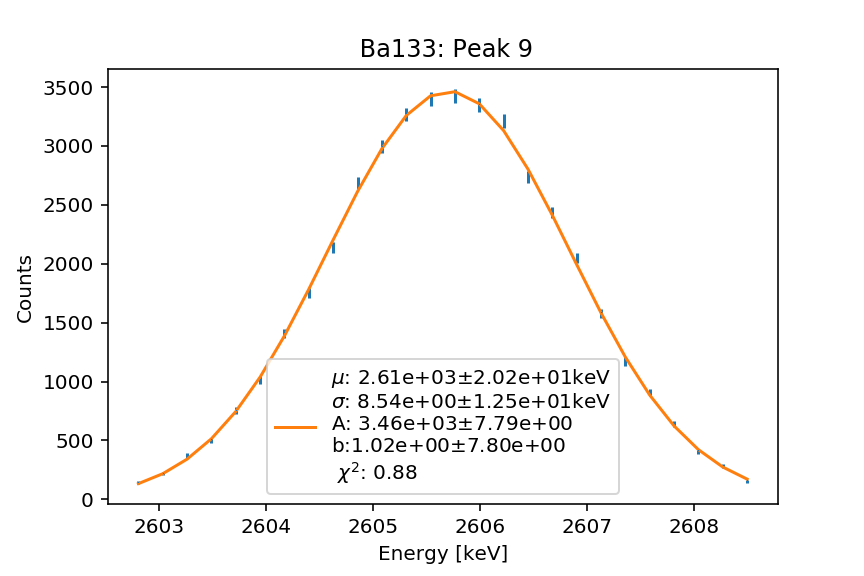 Ba133: Peak 9
3500
3000
2500
2000
1500
1000
500
0
Counts
μ: 2.61e+03±2.02e+01keV
σ: 8.54e+00±1.25e+01keV
A: 3.46e+03±7.79e+00
b:1.02e+00±7.80e+00
χ²: 0.88
2603 2604 2605 2606 2607 2608
Energy [keV]